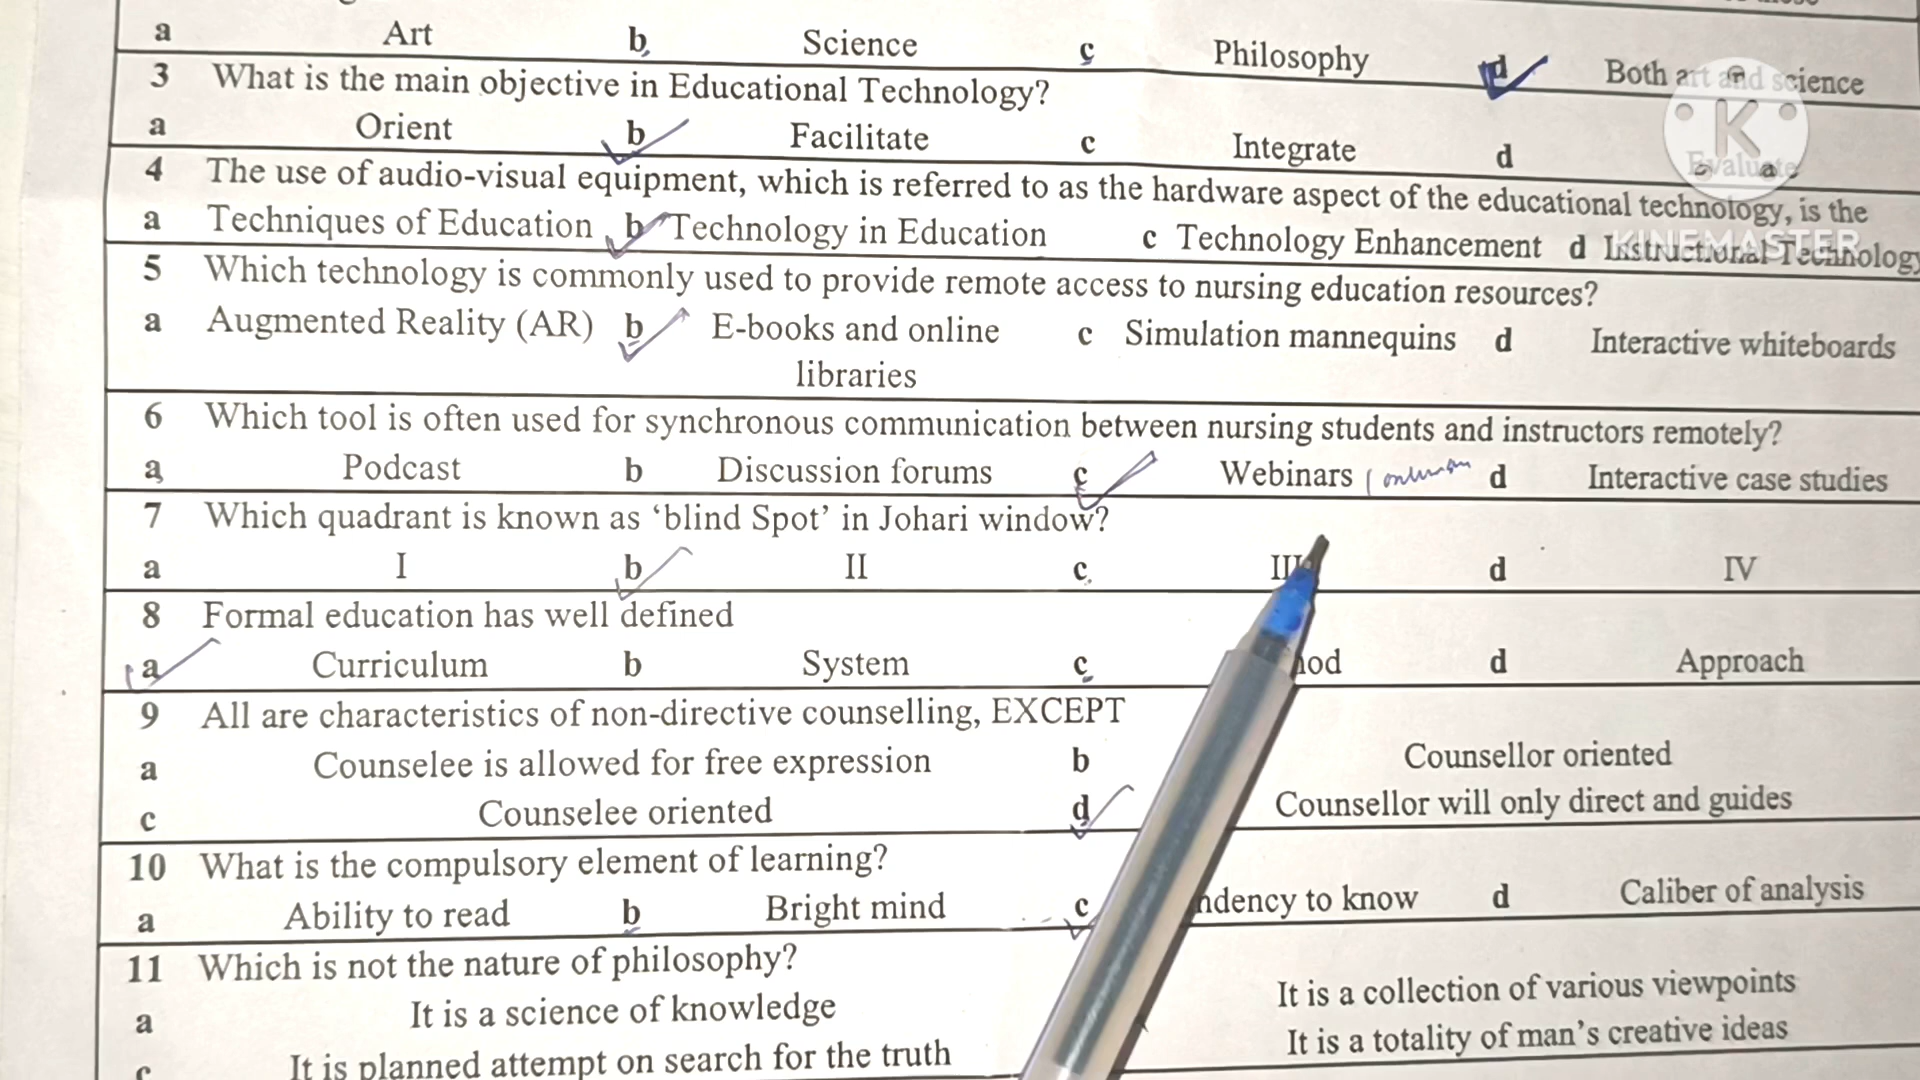 a Art b Science c Philosophy d Both art and science
3 What is the main objective in Educational Technology?
a Orient b Facilitate c Integrate d Evaluate
4 The use of audio-visual equipment, which is referred to as the hardware aspect of the educational technology, is the
a Techniques of Education b Technology in Education c Technology Enhancement d Instructional Technology
KINEMASTER
5 Which technology is commonly used to provide remote access to nursing education resources?
a Augmented Reality (AR) b E-books and online c Simulation mannequins d Interactive whiteboards
libraries
6 Which tool is often used for synchronous communication between nursing students and instructors remotely?
a Podcast b Discussion forums c Webinars d Interactive case studies
7 Which quadrant is known as ‘blind Spot’ in Johari window?
a I b II c III d IV
8 Formal education has well defined
a Curriculum b System c hod d Approach
9 All are characteristics of non-directive counselling, EXCEPT
a Counselee is allowed for free expression b Counsellor oriented
c Counselee oriented d Counsellor will only direct and guides
10 What is the compulsory element of learning?
a Ability to read b Bright mind c ndency to know d Caliber of analysis
11 Which is not the nature of philosophy?
a It is a science of knowledge It is a collection of various viewpoints
c It is planned attempt on search for the truth It is a totality of man’s creative ideas